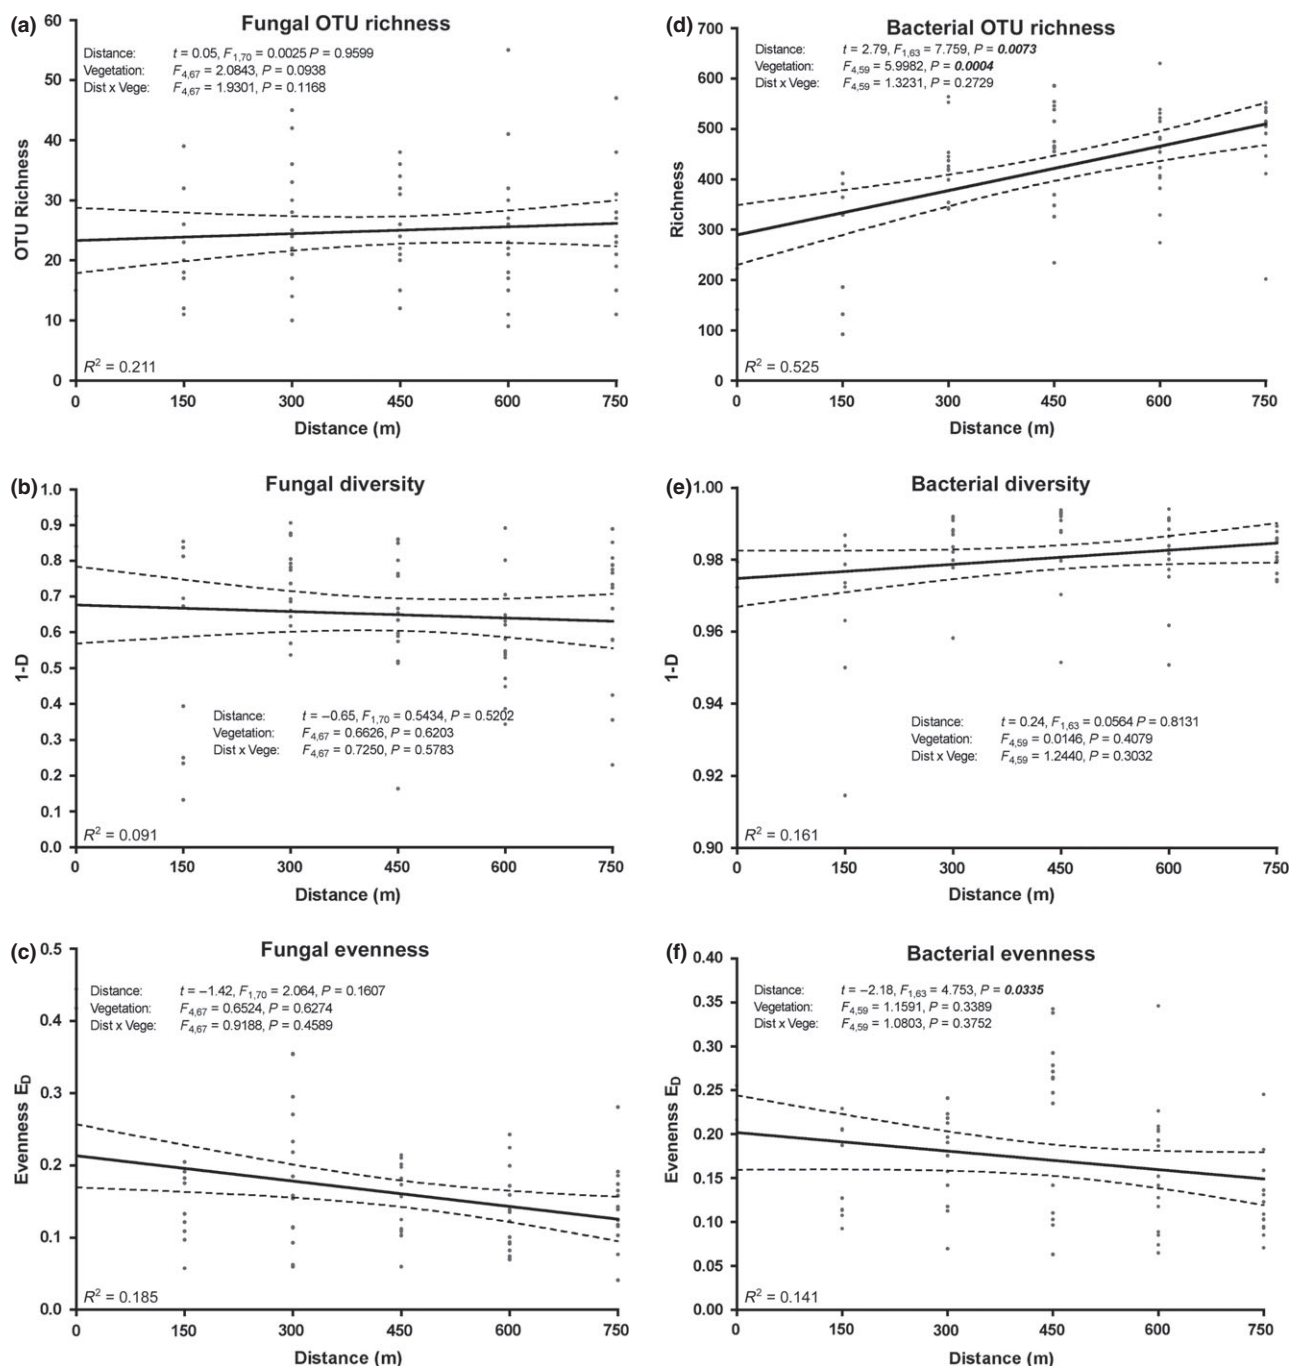 (a)
Fungal OTU richness
Distance: t = 0.05, F1,70 = 0.0025 P = 0.9599
Vegetation: F4,67 = 2.0843, P = 0.0938
Dist x Vege: F4,67 = 1.9301, P = 0.1168
60
50
40
30
20
10
0
OTU Richness
R² = 0.211
0 150 300 450 600 750
Distance (m)
(d)
Bacterial OTU richness
Distance: t = 2.79, F1,63 = 7.759, P = 0.0073
Vegetation: F4,59 = 5.9982, P = 0.0004
Dist x Vege: F4,59 = 1.3231, P = 0.2729
700
600
500
400
300
200
100
0
Richness
R² = 0.525
0 150 300 450 600 750
Distance (m)
(b)
Fungal diversity
1.0
0.9
0.8
0.7
0.6
0.5
0.4
0.3
0.2
0.1
0.0
1-D
Distance: t = –0.65, F1,70 = 0.5434, P = 0.5202
Vegetation: F4,67 = 0.6626, P = 0.6203
Dist x Vege: F4,67 = 0.7250, P = 0.5783
R² = 0.091
0 150 300 450 600 750
Distance (m)
(e)
Bacterial diversity
1.00
0.98
0.96
0.94
0.92
0.90
1-D
Distance: t = 0.24, F1,63 = 0.0564 P = 0.8131
Vegetation: F4,59 = 0.0146, P = 0.4079
Dist x Vege: F4,59 = 1.2440, P = 0.3032
R² = 0.161
0 150 300 450 600 750
Distance (m)
(c)
Fungal evenness
Distance: t = –1.42, F1,70 = 2.064, P = 0.1607
Vegetation: F4,67 = 0.6524, P = 0.6274
Dist x Vege: F4,67 = 0.9188, P = 0.4589
0.5
0.4
0.3
0.2
0.1
0.0
Evenness ED
R² = 0.185
0 150 300 450 600 750
Distance (m)
(f)
Bacterial evenness
Distance: t = –2.18, F1,63 = 4.753, P = 0.0335
Vegetation: F4,59 = 1.1591, P = 0.3389
Dist x Vege: F4,59 = 1.0803, P = 0.3752
0.40
0.35
0.30
0.25
0.20
0.15
0.10
0.05
0.00
Evenenss ED
R² = 0.141
0 150 300 450 600 750
Distance (m)